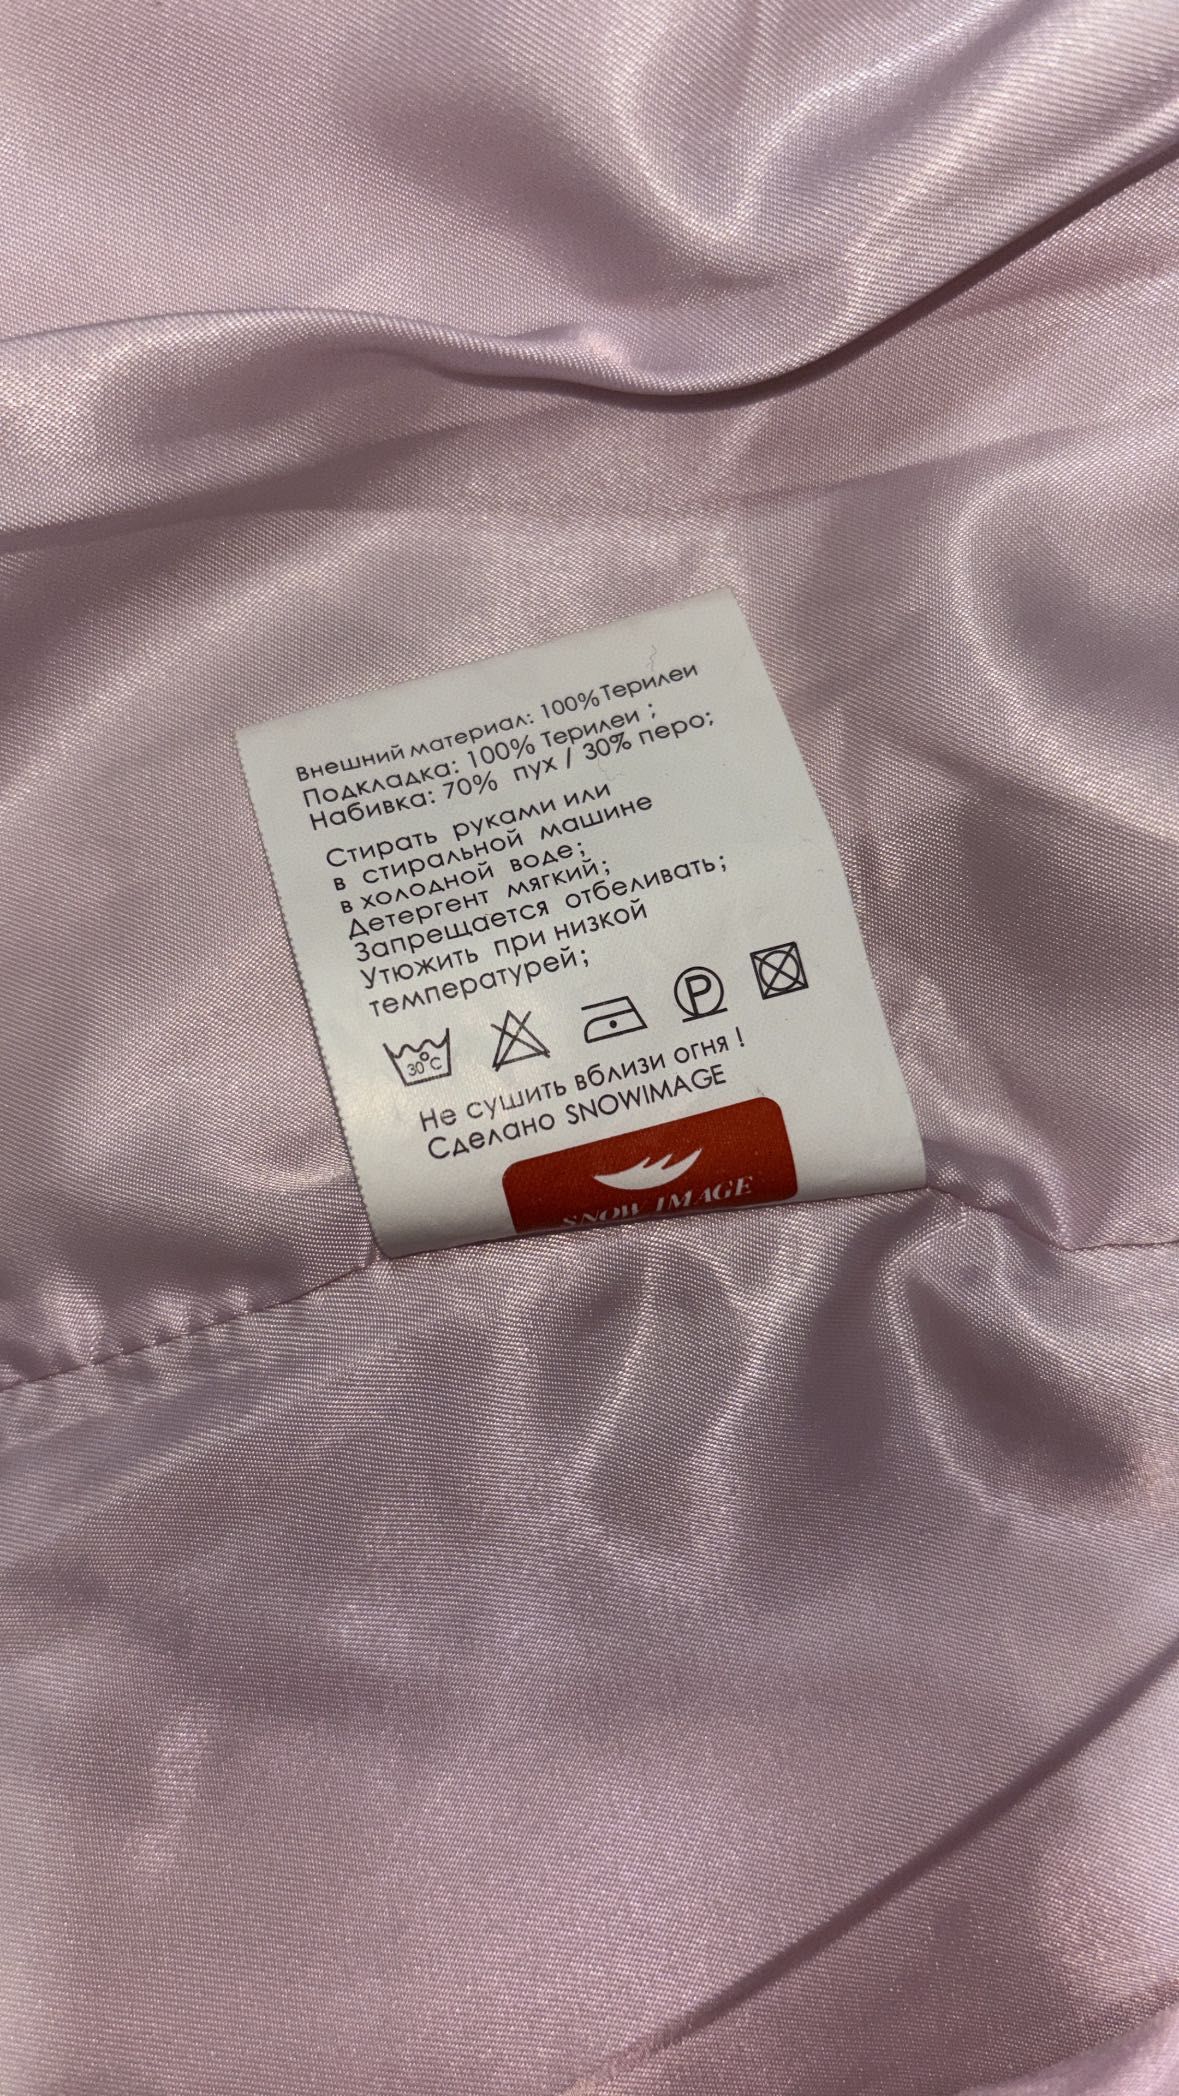 Внешний материал: 100% Терилеи
Подкладка: 100% Терилеи ;
Набивка: 70% пух / 30% перо;
Стирать руками или
в стиральной машине
в холодной воде;
Детергент мягкий;
Запрещается отбеливать;
Утюжить при низкой
температурей;
30°C
P
Не сушить вблизи огня !
Сделано SNOWIMAGE
SNOW IMAGE